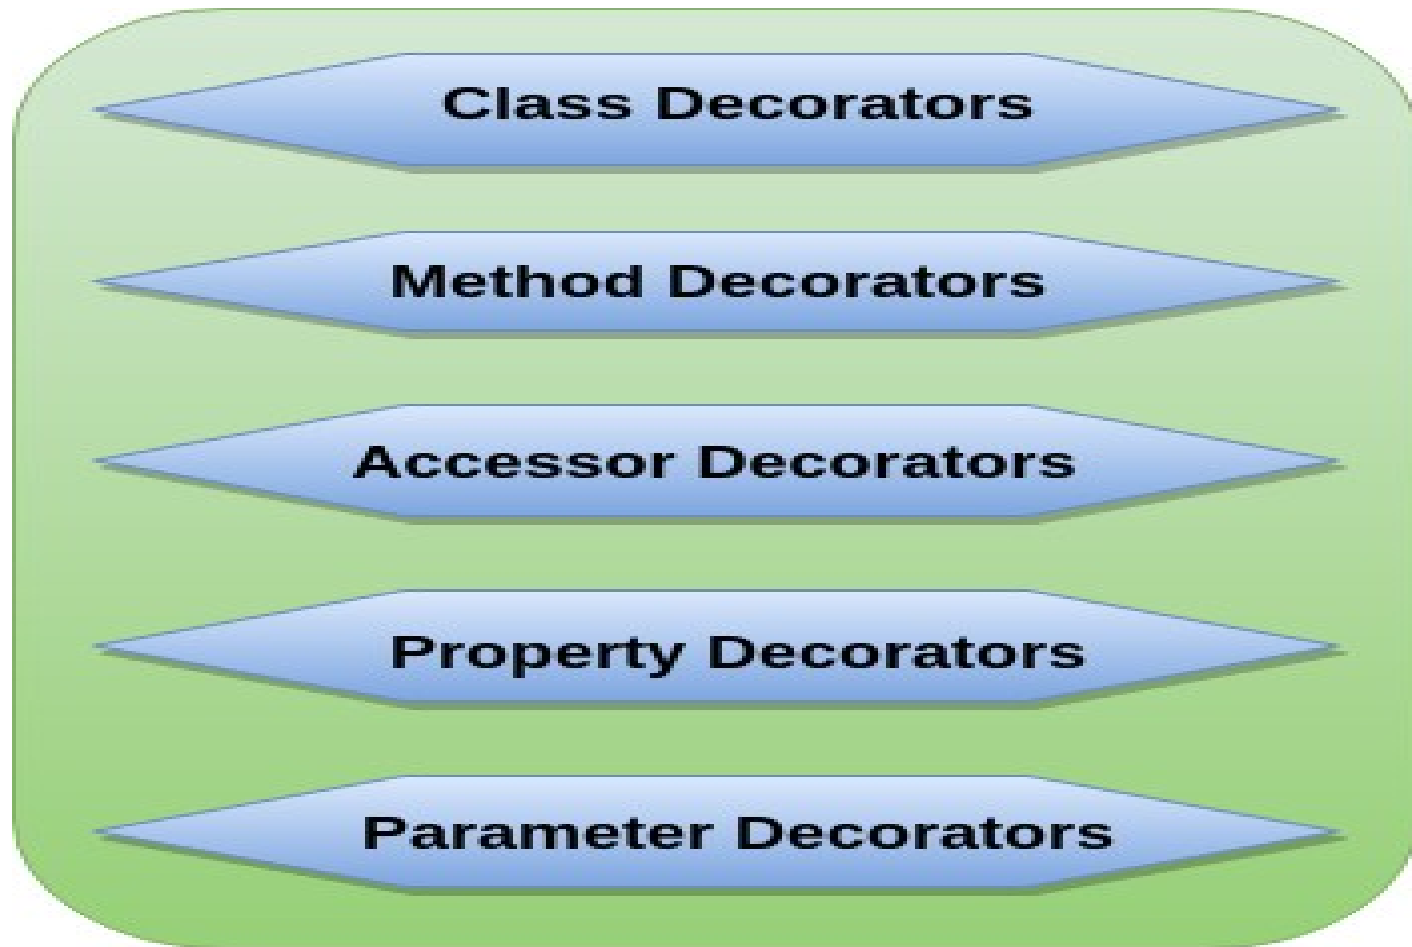 Class Decorators
Method Decorators
Accessor Decorators
Property Decorators
Parameter Decorators